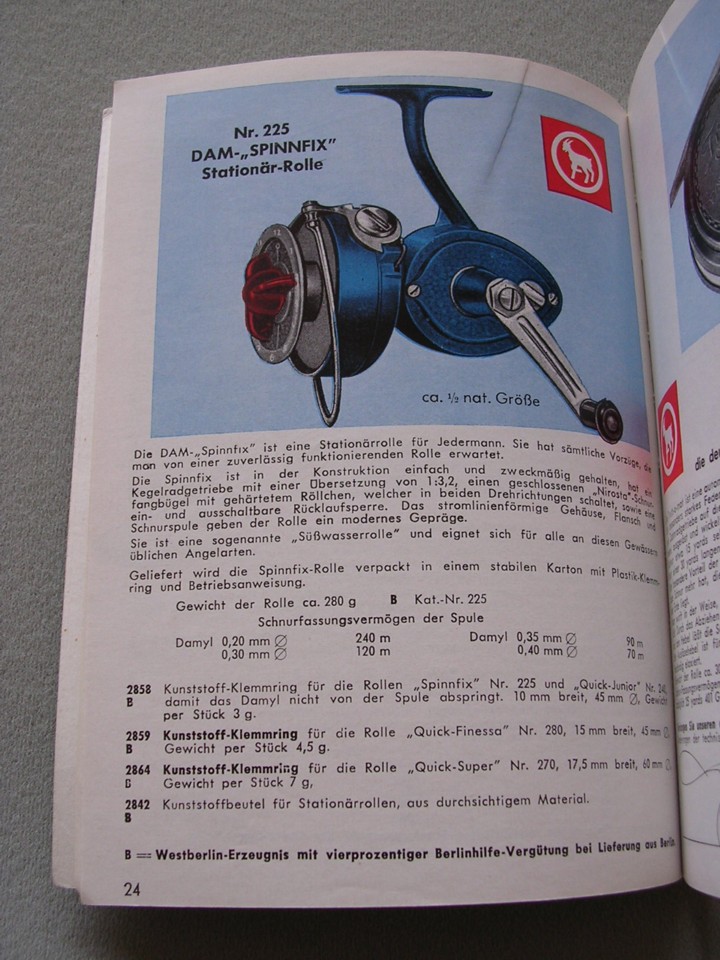 Nr. 225
DAM-„SPINNFIX”
Stationär-Rolle
ca. ½ nat. Größe
Die DAM-„Spinnfix” ist eine Stationärrolle für Jedermann. Sie hat sämtliche Vorzüge, die
man von einer zuverlässig funktionierenden Rolle erwartet.
Die Spinnfix ist in der Konstruktion einfach und zweckmäßig gehalten, hat ein
Kegelradgetriebe mit einer Übersetzung von 1:3,2, einen geschlossenen „Nirosta”-Schnur-
fangbügel mit gehärtetem Röllchen, welcher in beiden Drehrichtungen schaltet, sowie eine
ein- und ausschaltbare Rücklaufsperre. Das stromlinienförmige Gehäuse, Flansch und
Schnurspule geben der Rolle ein modernes Gepräge.
Sie ist eine sogenannte „Süßwasserrolle” und eignet sich für alle an diesen Gewässern
üblichen Angelarten.
Geliefert wird die Spinnfix-Rolle verpackt in einem stabilen Karton mit Plastik-Klemm-
ring und Betriebsanweisung.
Gewicht der Rolle ca. 280 g B Kat.-Nr. 225
Schnurfassungsvermögen der Spule
Damyl 0,20 mm ∅ 240 m Damyl 0,35 mm ∅ 90 m
0,30 mm ∅ 120 m 0,40 mm ∅ 70 m
2858 Kunststoff-Klemmring für die Rollen „Spinnfix” Nr. 225 und „Quick-Junior” Nr. 240,
B damit das Damyl nicht von der Spule abspringt. 10 mm breit, 45 mm ∅, Gewicht
per Stück 3 g.
2859 Kunststoff-Klemmring für die Rolle „Quick-Finessa” Nr. 280, 15 mm breit, 45 mm ∅,
B Gewicht per Stück 4,5 g.
2864 Kunststoff-Klemmring für die Rolle „Quick-Super” Nr. 270, 17,5 mm breit, 60 mm ∅,
B Gewicht per Stück 7 g,
2842 Kunststoffbeutel für Stationärrollen, aus durchsichtigem Material.
B
B = Westberlin-Erzeugnis mit vierprozentiger Berlinhilfe-Vergütung bei Lieferung aus Berlin
24